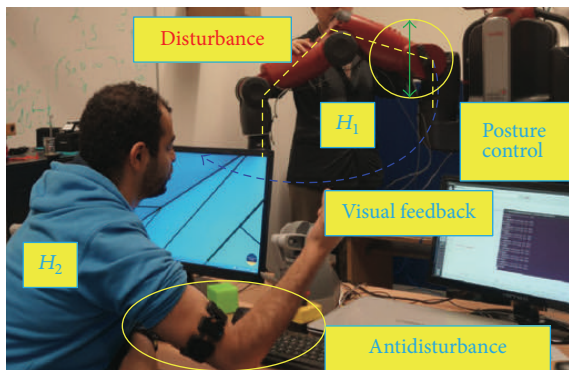 Disturbance
H₁
Posture
control
Visual feedback
H₂
Antidisturbance